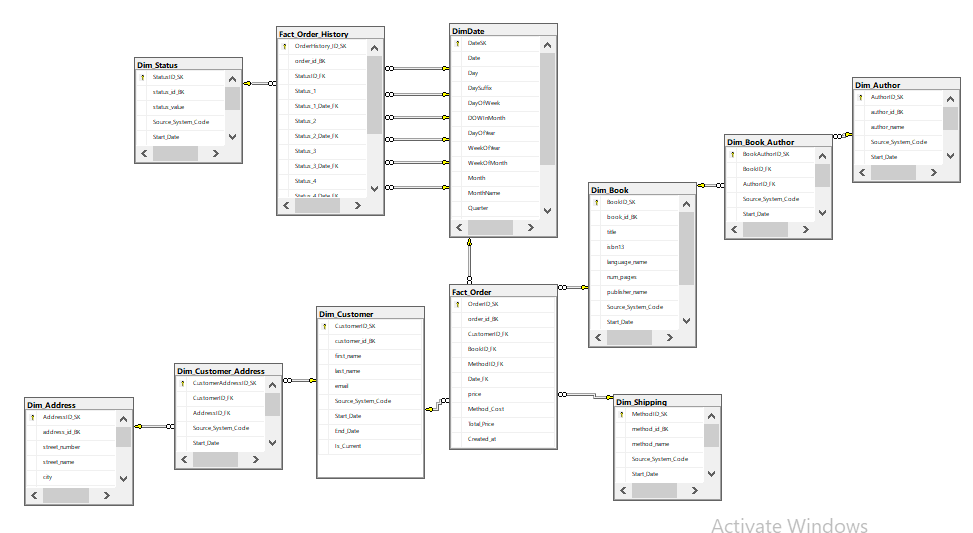 Dim_Status
StatusID_SK
status_id_BK
status_value
Source_System_Code
Start_Date
Fact_Order_History
OrderHistory_ID_SK
order_id_BK
StatusID_FK
Status_1
Status_1_Date_FK
Status_2
Status_2_Date_FK
Status_3
Status_3_Date_FK
Status_4
Status_4_Date_FK
DimDate
DateSK
Date
Day
DaySuffix
DayOfWeek
DOWInMonth
DayOfYear
WeekOfYear
WeekOfMonth
Month
MonthName
Quarter
Dim_Author
AuthorID_SK
author_id_BK
author_name
Source_System_Code
Start_Date
Dim_Book_Author
BookAuthorID_SK
BookID_FK
AuthorID_FK
Source_System_Code
Start_Date
Dim_Book
BookID_SK
book_id_BK
title
isbn13
language_name
num_pages
publisher_name
Source_System_Code
Start_Date
Fact_Order
OrderID_SK
order_id_BK
CustomerID_FK
BookID_FK
MethodID_FK
Date_FK
price
Method_Cost
Total_Price
Created_at
Dim_Customer
CustomerID_SK
customer_id_BK
first_name
last_name
email
Source_System_Code
Start_Date
End_Date
Is_Current
Dim_Customer_Address
CustomerAddressID_SK
CustomerID_FK
AddressID_FK
Source_System_Code
Start_Date
Dim_Address
AddressID_SK
address_id_BK
street_number
street_name
city
Dim_Shipping
MethodID_SK
method_id_BK
method_name
Source_System_Code
Start_Date
Activate Windows